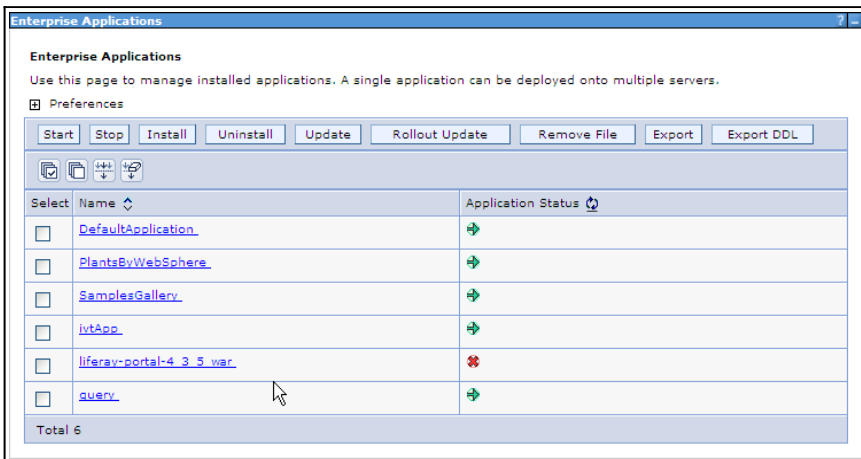 Enterprise Applications ? _
Enterprise Applications
Use this page to manage installed applications. A single application can be deployed onto multiple servers.
+ Preferences
Start Stop Install Uninstall Update Rollout Update Remove File Export Export DDL
Select Name Application Status
DefaultApplication
PlantsByWebSphere
SamplesGallery
ivtApp
liferay-portal-4_3_5_war
query
Total 6